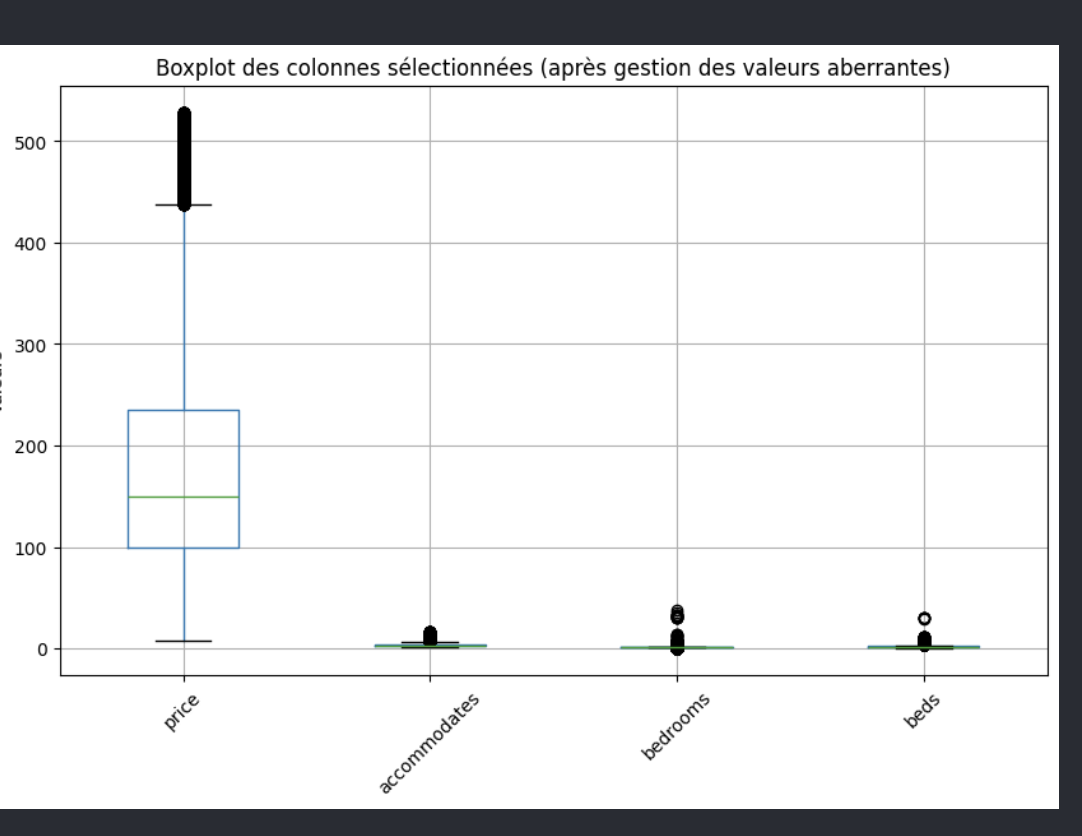 Boxplot des colonnes sélectionnées (après gestion des valeurs aberrantes)
500
400
300
200
100
0
price
accommodates
bedrooms
beds